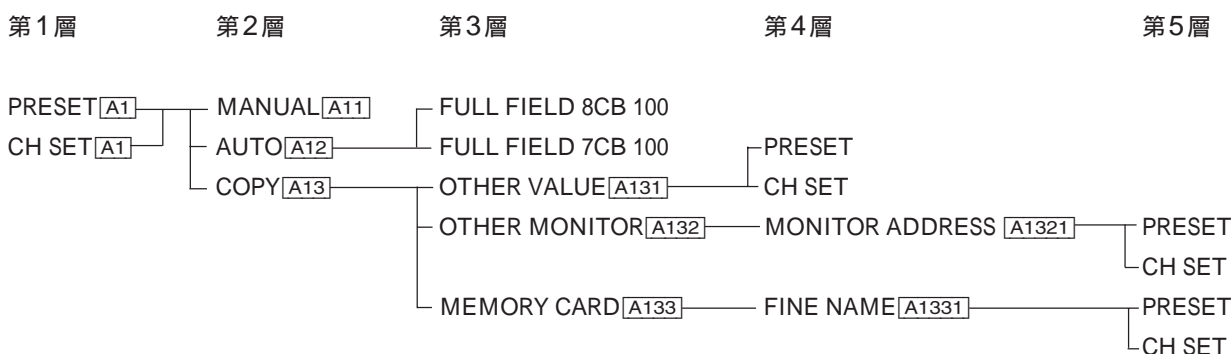 第1層 第2層 第3層 第4層 第5層
PRESET A1 MANUAL A11 FULL FIELD 8CB 100
CH SET A1 AUTO A12 FULL FIELD 7CB 100 PRESET
COPY A13 OTHER VALUE A131 CH SET
OTHER MONITOR A132 MONITOR ADDRESS A1321 PRESET
CH SET
MEMORY CARD A133 FINE NAME A1331 PRESET
CH SET